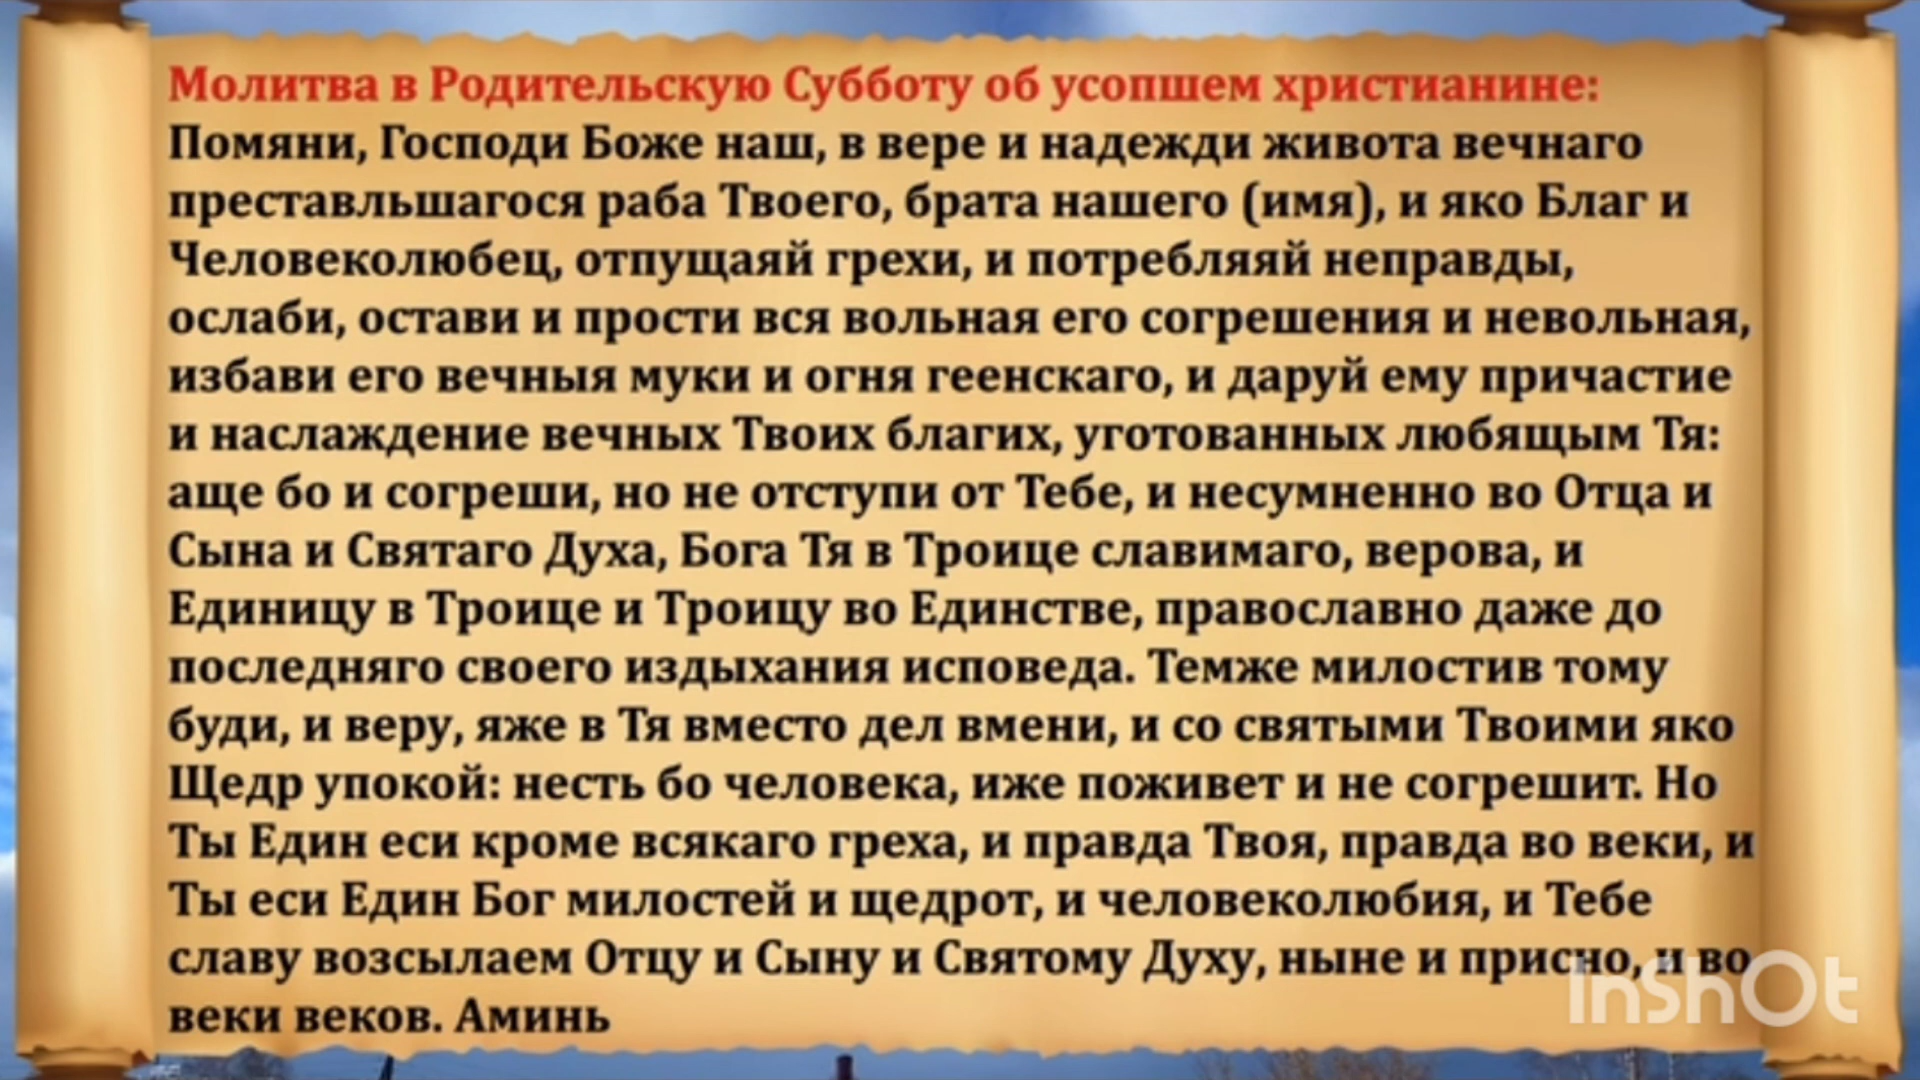 Молитва в Родительскую Субботу об усопшем христианине:
Помяни, Господи Боже наш, в вере и надежди живота вечнаго
преставльшагося раба Твоего, брата нашего (имя), и яко Благ и
Человеколюбец, отпущаяй грехи, и потребляяй неправды,
ослаби, остави и прости вся вольная его согрешения и невольная,
избави его вечныя муки и огня геенскаго, и даруй ему причастие
и наслаждение вечных Твоих благих, уготованных любящым Тя:
аще бо и согреши, но не отступи от Тебе, и несумненно во Отца и
Сына и Святаго Духа, Бога Тя в Троице славимаго, верова, и
Единицу в Троице и Троицу во Единстве, православно даже до
последняго своего издыхания исповеда. Темже милостив тому
буди, и веру, яже в Тя вместо дел вмени, и со святыми Твоими яко
Щедр упокой: несть бо человека, иже поживет и не согрешит. Но
Ты Един еси кроме всякаго греха, и правда Твоя, правда во веки, и
Ты еси Един Бог милостей и щедрот, и человеколюбия, и Тебе
славу возсылаем Отцу и Сыну и Святому Духу, ныне и присно, и во
веки веков. Аминь
InShOt